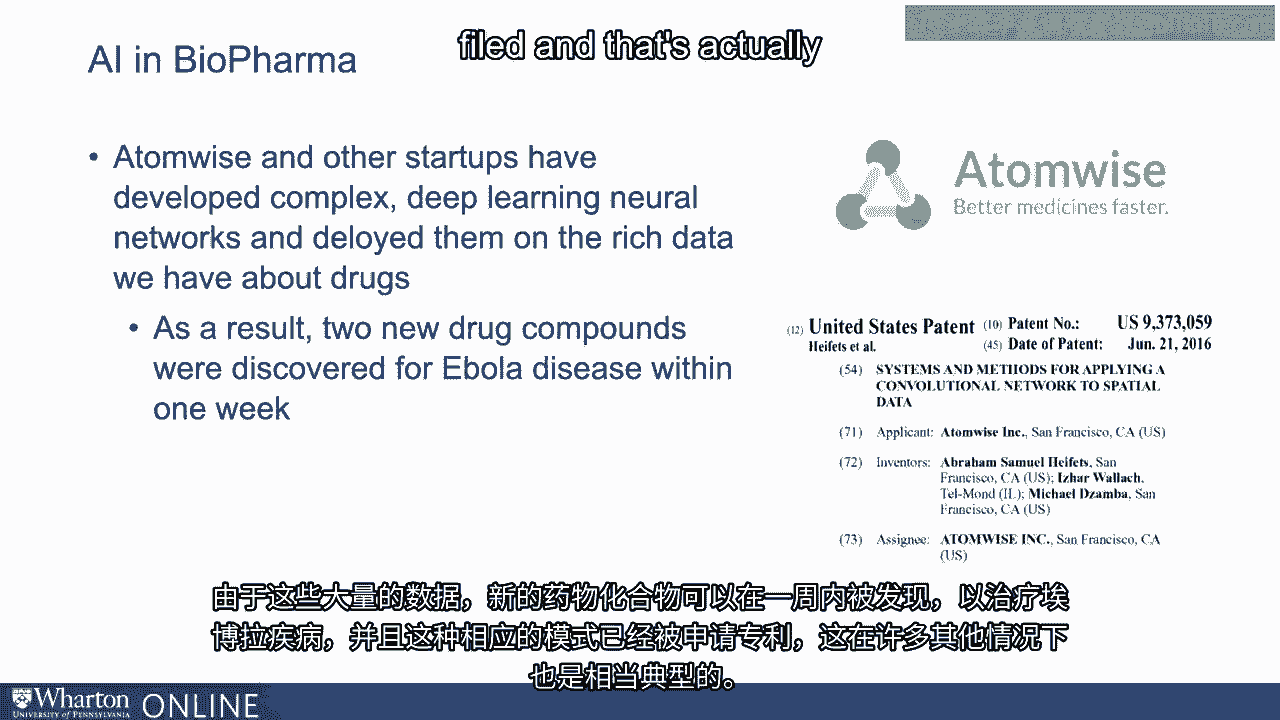 filed and that's actually
AI in BioPharma
• Atomwise and other startups have
developed complex, deep learning neural
networks and deloyed them on the rich data
we have about drugs
• As a result, two new drug compounds
were discovered for Ebola disease within
one week
Atomwise
Better medicines faster.
(12) United States Patent
Heifets et al.
(10) Patent No.: US 9,373,059
(45) Date of Patent: Jun. 21, 2016
(54) SYSTEMS AND METHODS FOR APPLYING A
CONVOLUTIONAL NETWORK TO SPATIAL
DATA
(71) Applicant: Atomwise Inc., San Francisco, CA (US)
(72) Inventors: Abraham Samuel Heifets, San
Francisco, CA (US); Izhar Wallach,
Tel-Mond (IL); Michael Dzamba, San
Francisco, CA (US)
(73) Assignee: ATOMWISE INC., San Francisco, CA
(US)
由于这些大量的数据，新的药物化合物可以在一周内被发现，以治疗埃
博拉疾病，并且这种相应的模式已经被申请专利，这在许多其他情况下
也是相当典型的。
Wharton
UNIVERSITY of PENNSYLVANIA
ONLINE